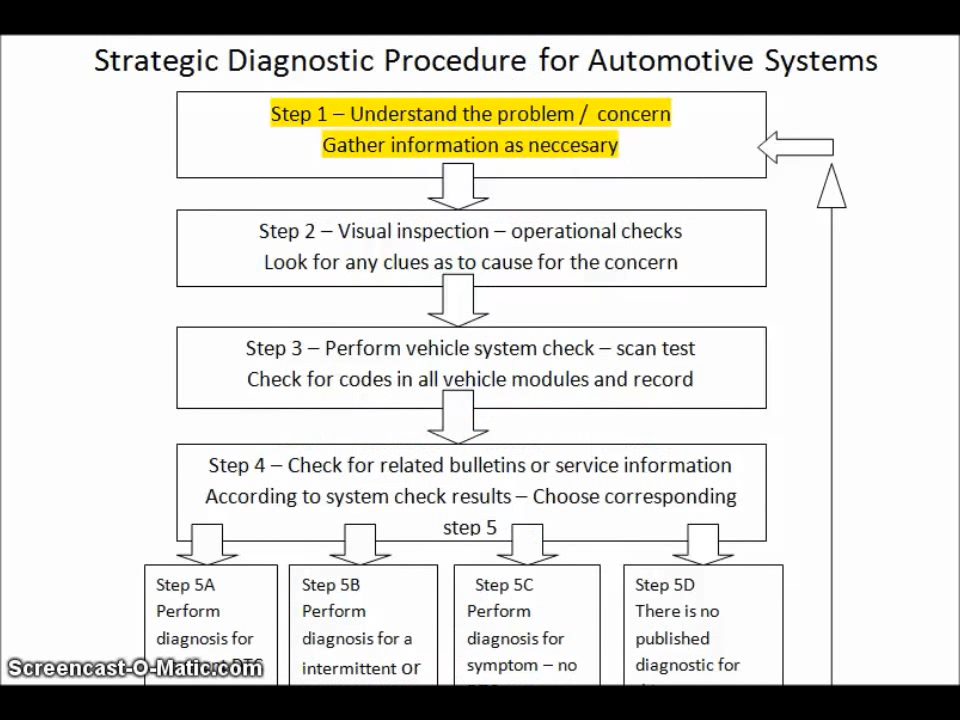 Strategic Diagnostic Procedure for Automotive Systems
Step 1 – Understand the problem / concern
Gather information as neccesary
Step 2 – Visual inspection – operational checks
Look for any clues as to cause for the concern
Step 3 – Perform vehicle system check – scan test
Check for codes in all vehicle modules and record
Step 4 – Check for related bulletins or service information
According to system check results – Choose corresponding
step 5
Step 5A
Perform
diagnosis for
Step 5B
Perform
diagnosis for a
intermittent or
Step 5C
Perform
diagnosis for
symptom – no
Step 5D
There is no
published
diagnostic for
Screencast-O-Matic.com